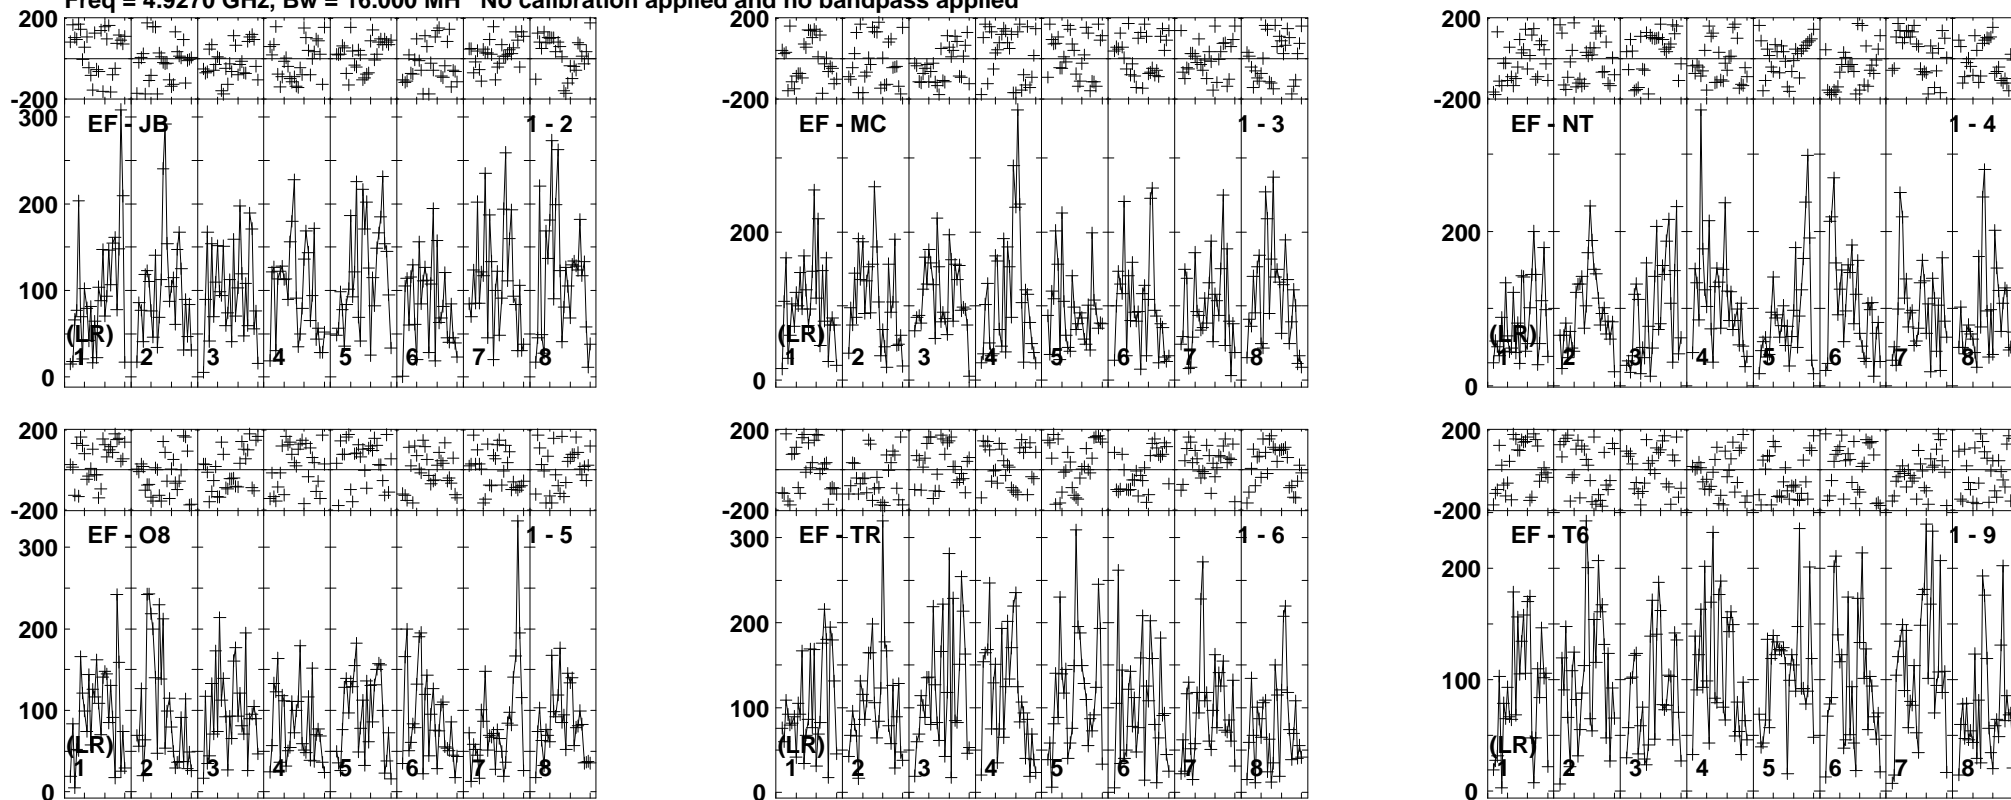 Freq = 4.9270 GHz, Bw = 16.000 MH No calibration applied and no bandpass applied
200
-200
300
200
100
0
EF - JB
1 - 2
(LR)
1 2 3 4 5 6 7 8
200
-200
200
0
EF - MC
1 - 3
(LR)
1 2 3 4 5 6 7 8
200
-200
200
0
EF - NT
1 - 4
(LR)
1 2 3 4 5 6 7 8
200
-200
300
200
100
0
EF - O8
1 - 5
(LR)
1 2 3 4 5 6 7 8
200
-200
300
200
100
0
EF - TR
1 - 6
(LR)
1 2 3 4 5 6 7 8
200
-200
200
100
0
EF - T6
1 - 9
(LR)
1 2 3 4 5 6 7 8